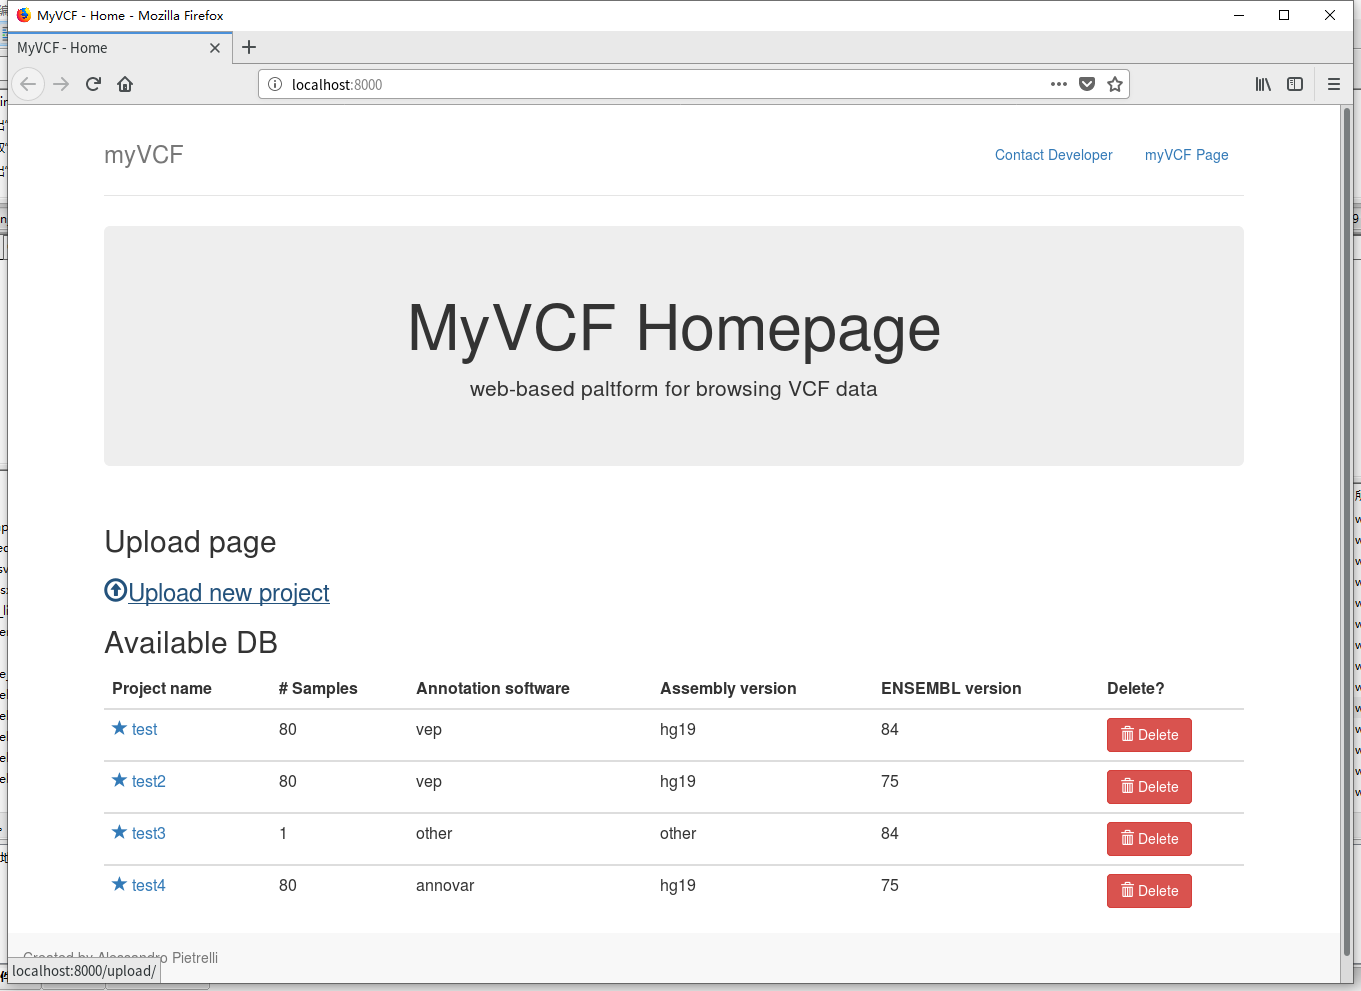 MyVCF - Home - Mozilla Firefox
MyVCF - Home
localhost:8000
myVCF
Contact Developer
myVCF Page
MyVCF Homepage
web-based paltform for browsing VCF data
Upload page
Upload new project
Available DB
Project name # Samples Annotation software Assembly version ENSEMBL version Delete?
test 80 vep hg19 84 Delete
test2 80 vep hg19 75 Delete
test3 1 other other 84 Delete
test4 80 annovar hg19 75 Delete
Created by Alessandro Pietrelli
localhost:8000/upload/